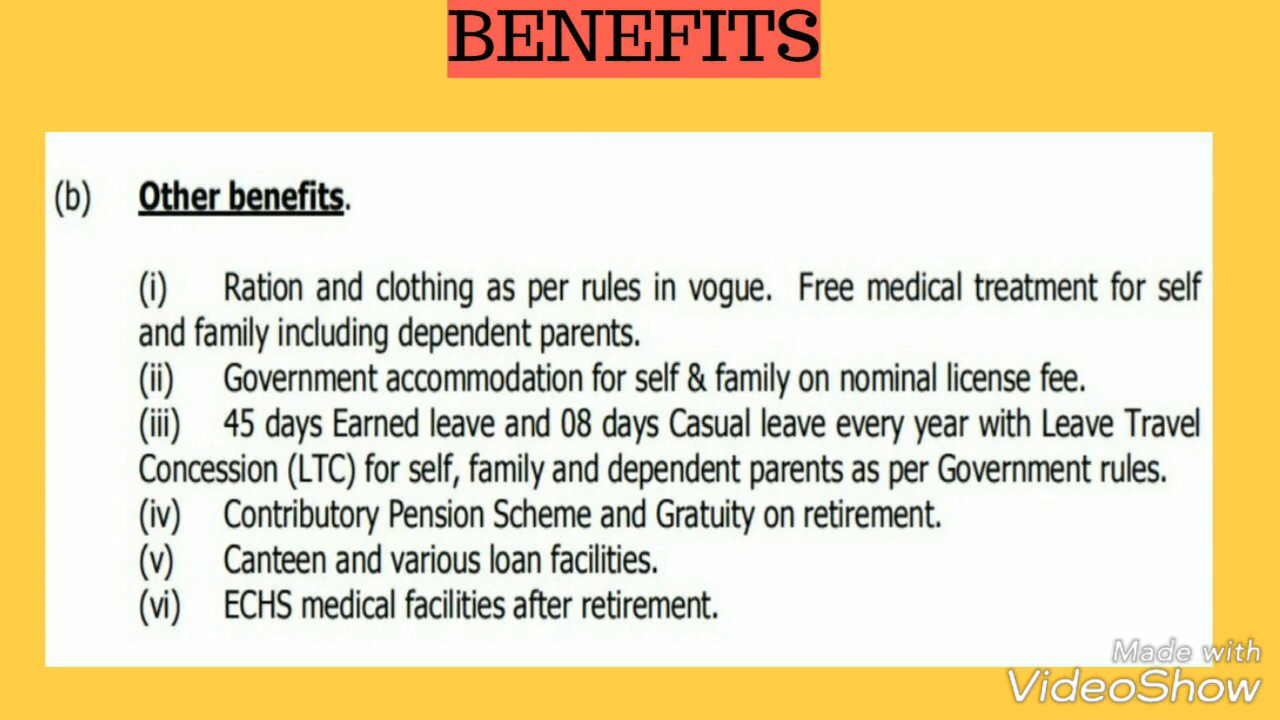 BENEFITS
(b) Other benefits.
(i) Ration and clothing as per rules in vogue. Free medical treatment for self
and family including dependent parents.
(ii) Government accommodation for self & family on nominal license fee.
(iii) 45 days Earned leave and 08 days Casual leave every year with Leave Travel
Concession (LTC) for self, family and dependent parents as per Government rules.
(iv) Contributory Pension Scheme and Gratuity on retirement.
(v) Canteen and various loan facilities.
(vi) ECHS medical facilities after retirement.
Made with
VideoShow